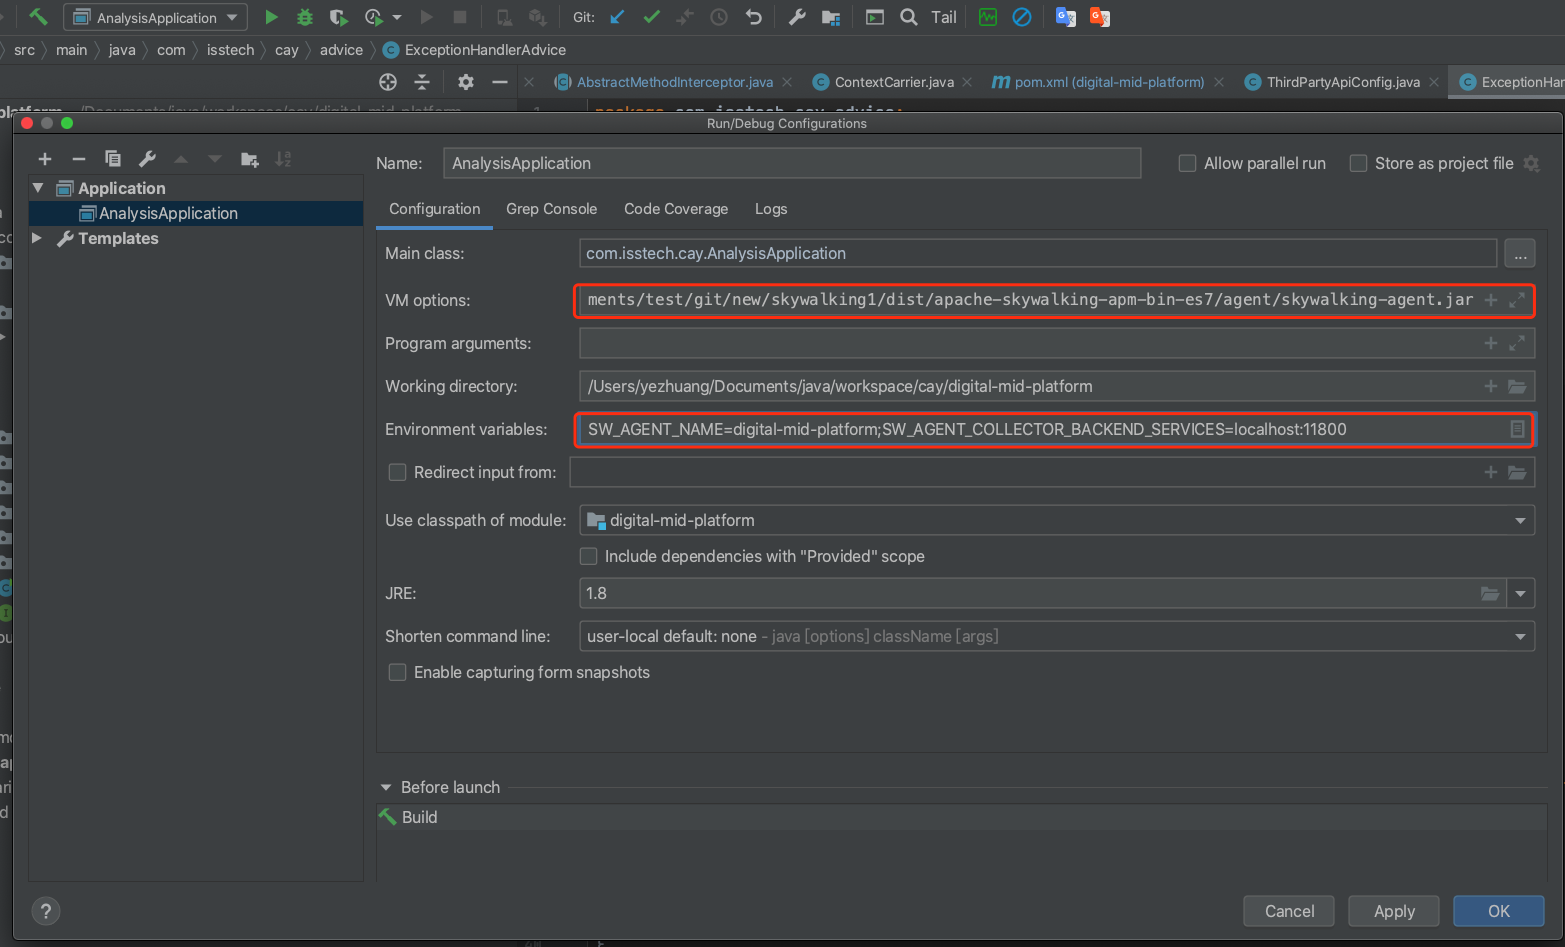 AnalysisApplication Git: Tail
src main java com isstech cay advice ExceptionHandlerAdvice
AbstractMethodInterceptor.java ContextCarrier.java pom.xml (digital-mid-platform) ThirdPartyApiConfig.java ExceptionHan
Run/Debug Configurations
Name: AnalysisApplication Allow parallel run Store as project file
Application
AnalysisApplication
Templates
Configuration Grep Console Code Coverage Logs
Main class: com.isstech.cay.AnalysisApplication ...
VM options: ments/test/git/new/skywalking1/dist/apache-skywalking-apm-bin-es7/agent/skywalking-agent.jar
Program arguments:
Working directory: /Users/yezhuang/Documents/java/workspace/cay/digital-mid-platform
Environment variables: SW_AGENT_NAME=digital-mid-platform;SW_AGENT_COLLECTOR_BACKEND_SERVICES=localhost:11800
Redirect input from:
Use classpath of module: digital-mid-platform
Include dependencies with "Provided" scope
JRE: 1.8
Shorten command line: user-local default: none - java [options] className [args]
Enable capturing form snapshots
Before launch
Build
? Cancel Apply OK